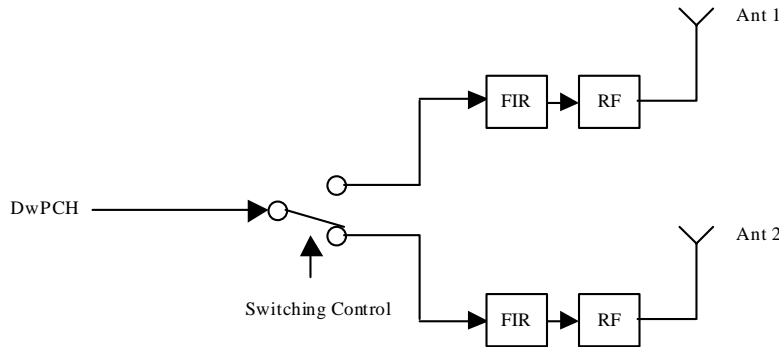 Ant 1
FIR
RF
DwPCH
Ant 2
Switching Control
FIR
RF